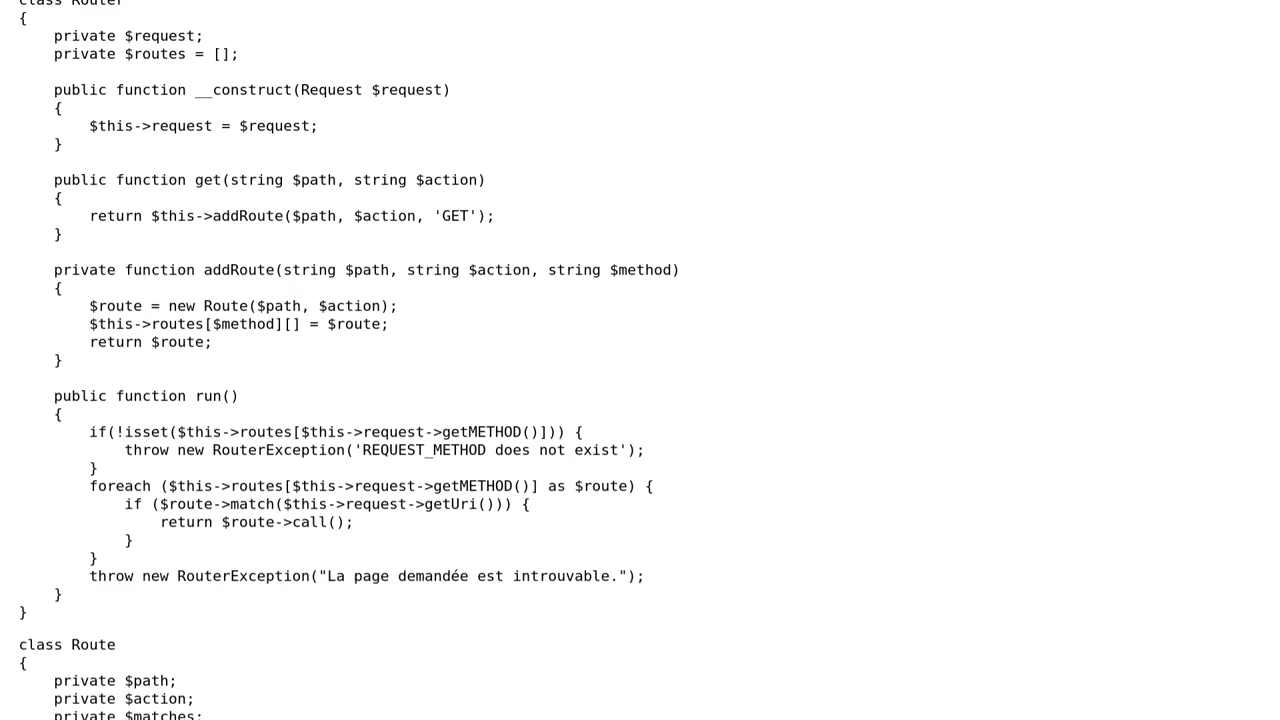 class Router
{
    private $request;
    private $routes = [];

    public function __construct(Request $request)
    {
        $this->request = $request;
    }

    public function get(string $path, string $action)
    {
        return $this->addRoute($path, $action, 'GET');
    }

    private function addRoute(string $path, string $action, string $method)
    {
        $route = new Route($path, $action);
        $this->routes[$method][] = $route;
        return $route;
    }

    public function run()
    {
        if(!isset($this->routes[$this->request->getMETHOD()])) {
            throw new RouterException('REQUEST_METHOD does not exist');
        }
        foreach ($this->routes[$this->request->getMETHOD()] as $route) {
            if ($route->match($this->request->getUri())) {
                return $route->call();
            }
        }
        throw new RouterException("La page demandée est introuvable.");
    }
}

class Route
{
    private $path;
    private $action;
    private $matches;